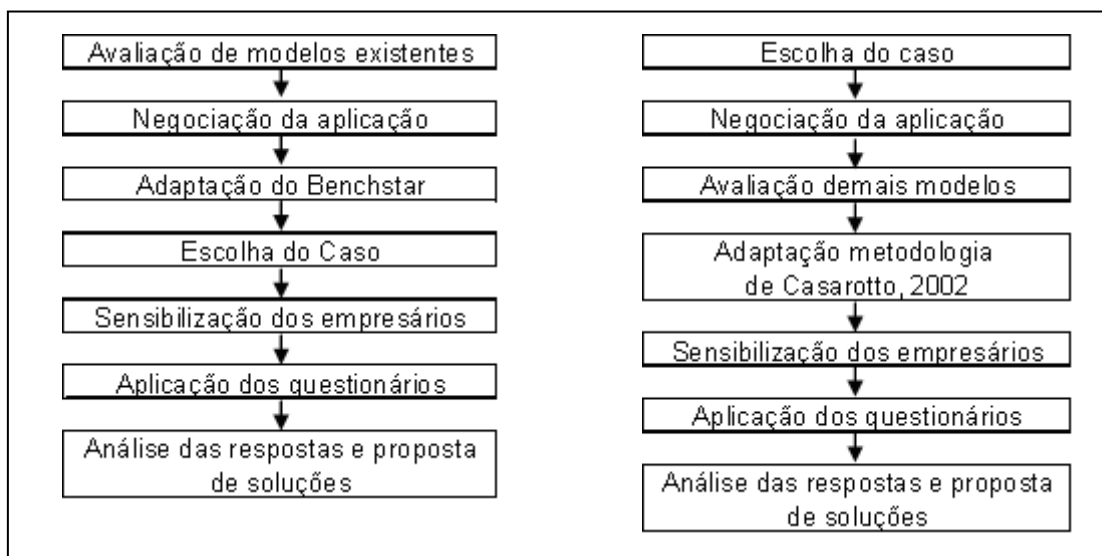 Avaliação de modelos existentes
Negociação da aplicação
Adaptação do Benchstar
Escolha do Caso
Sensibilização dos empresários
Aplicação dos questionários
Análise das respostas e proposta
de soluções
Escolha do caso
Negociação da aplicação
Avaliação demais modelos
Adaptação metodologia
de Casarotto, 2002
Sensibilização dos empresários
Aplicação dos questionários
Análise das respostas e proposta
de soluções